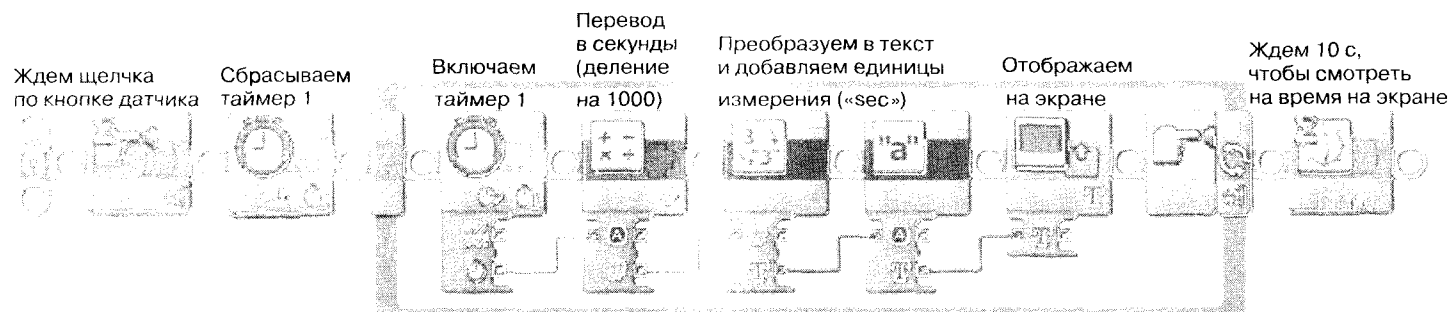 Ждем щелчка
по кнопке датчика
Сбрасываем
таймер 1
Включаем
таймер 1
Перевод
в секунды
(деление
на 1000)
Преобразуем в текст
и добавляем единицы
измерения («sec»)
Отображаем
на экране
Ждем 10 с,
чтобы смотреть
на время на экране
"a"
A
A
T
T
T
T